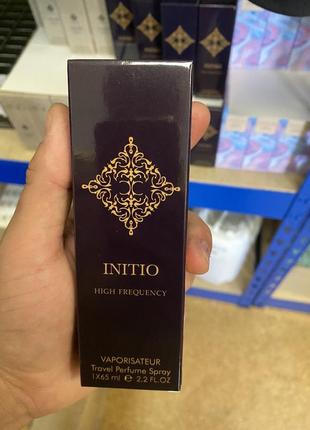 INITIO
HIGH FREQUENCY
VAPORISATEUR
Travel Perfume Spray
1X65 ml ℮ 2.2 FL.OZ